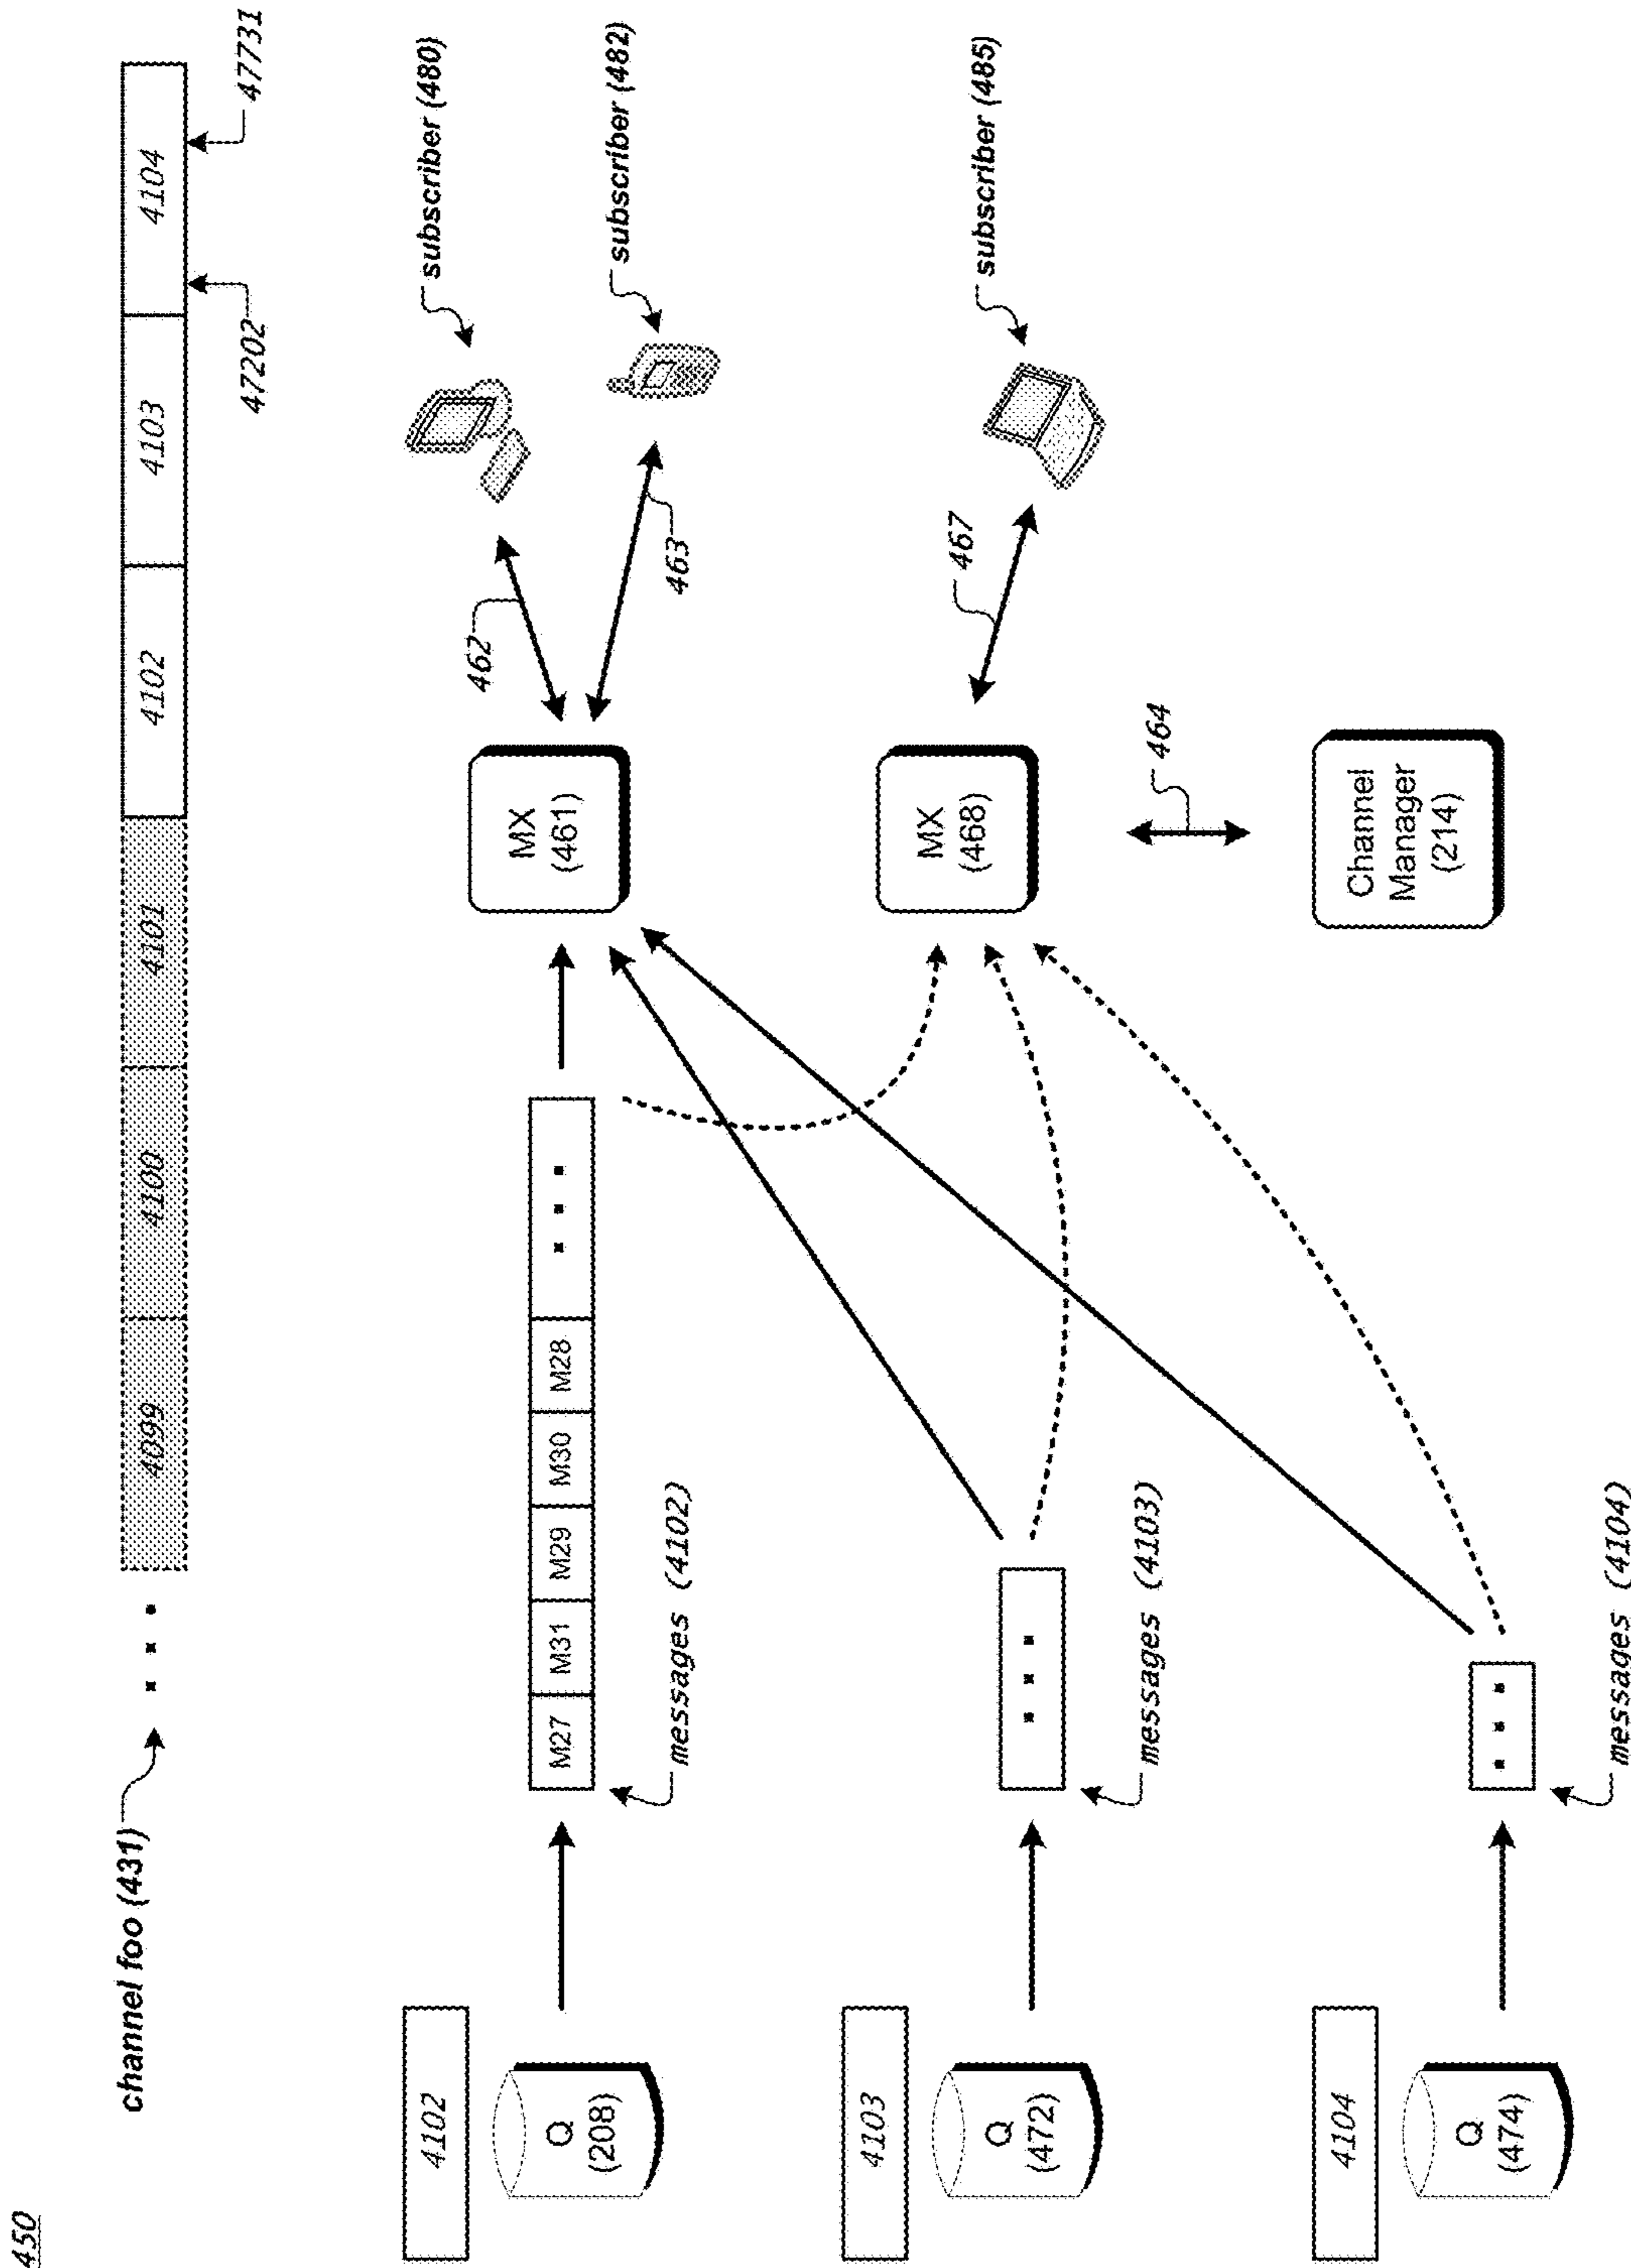 450
channel foo (431)
4099
4100
4101
4102
4103
4104
47202
47731
4102
Q
(208)
M27
M31
M29
M30
M28
messages (4102)
MX
(461)
462
463
subscriber (480)
subscriber (482)
4103
Q
(472)
messages (4103)
MX
(468)
467
subscriber (485)
464
4104
Q
(474)
messages (4104)
Channel
Manager
(214)